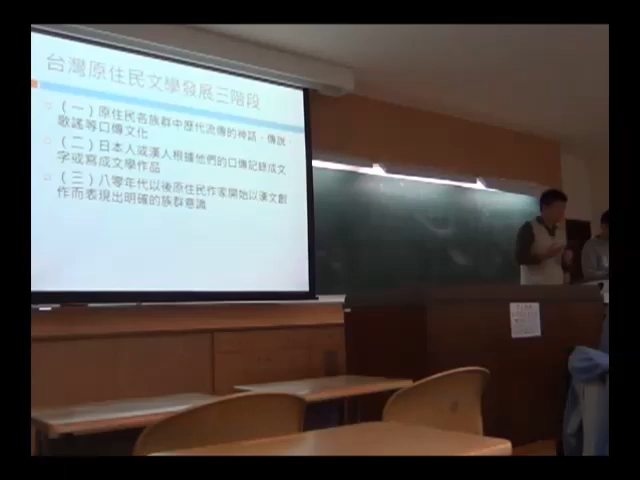 台灣原住民文學發展三階段
（一）原住民各族群中歷代流傳的神話、傳說、
歌謠等口傳文化
（二）日本人或漢人根據他們的口傳記錄成文
字或寫成文學作品
（三）八零年代以後原住民作家開始以漢文創
作而表現出明確的族群意識